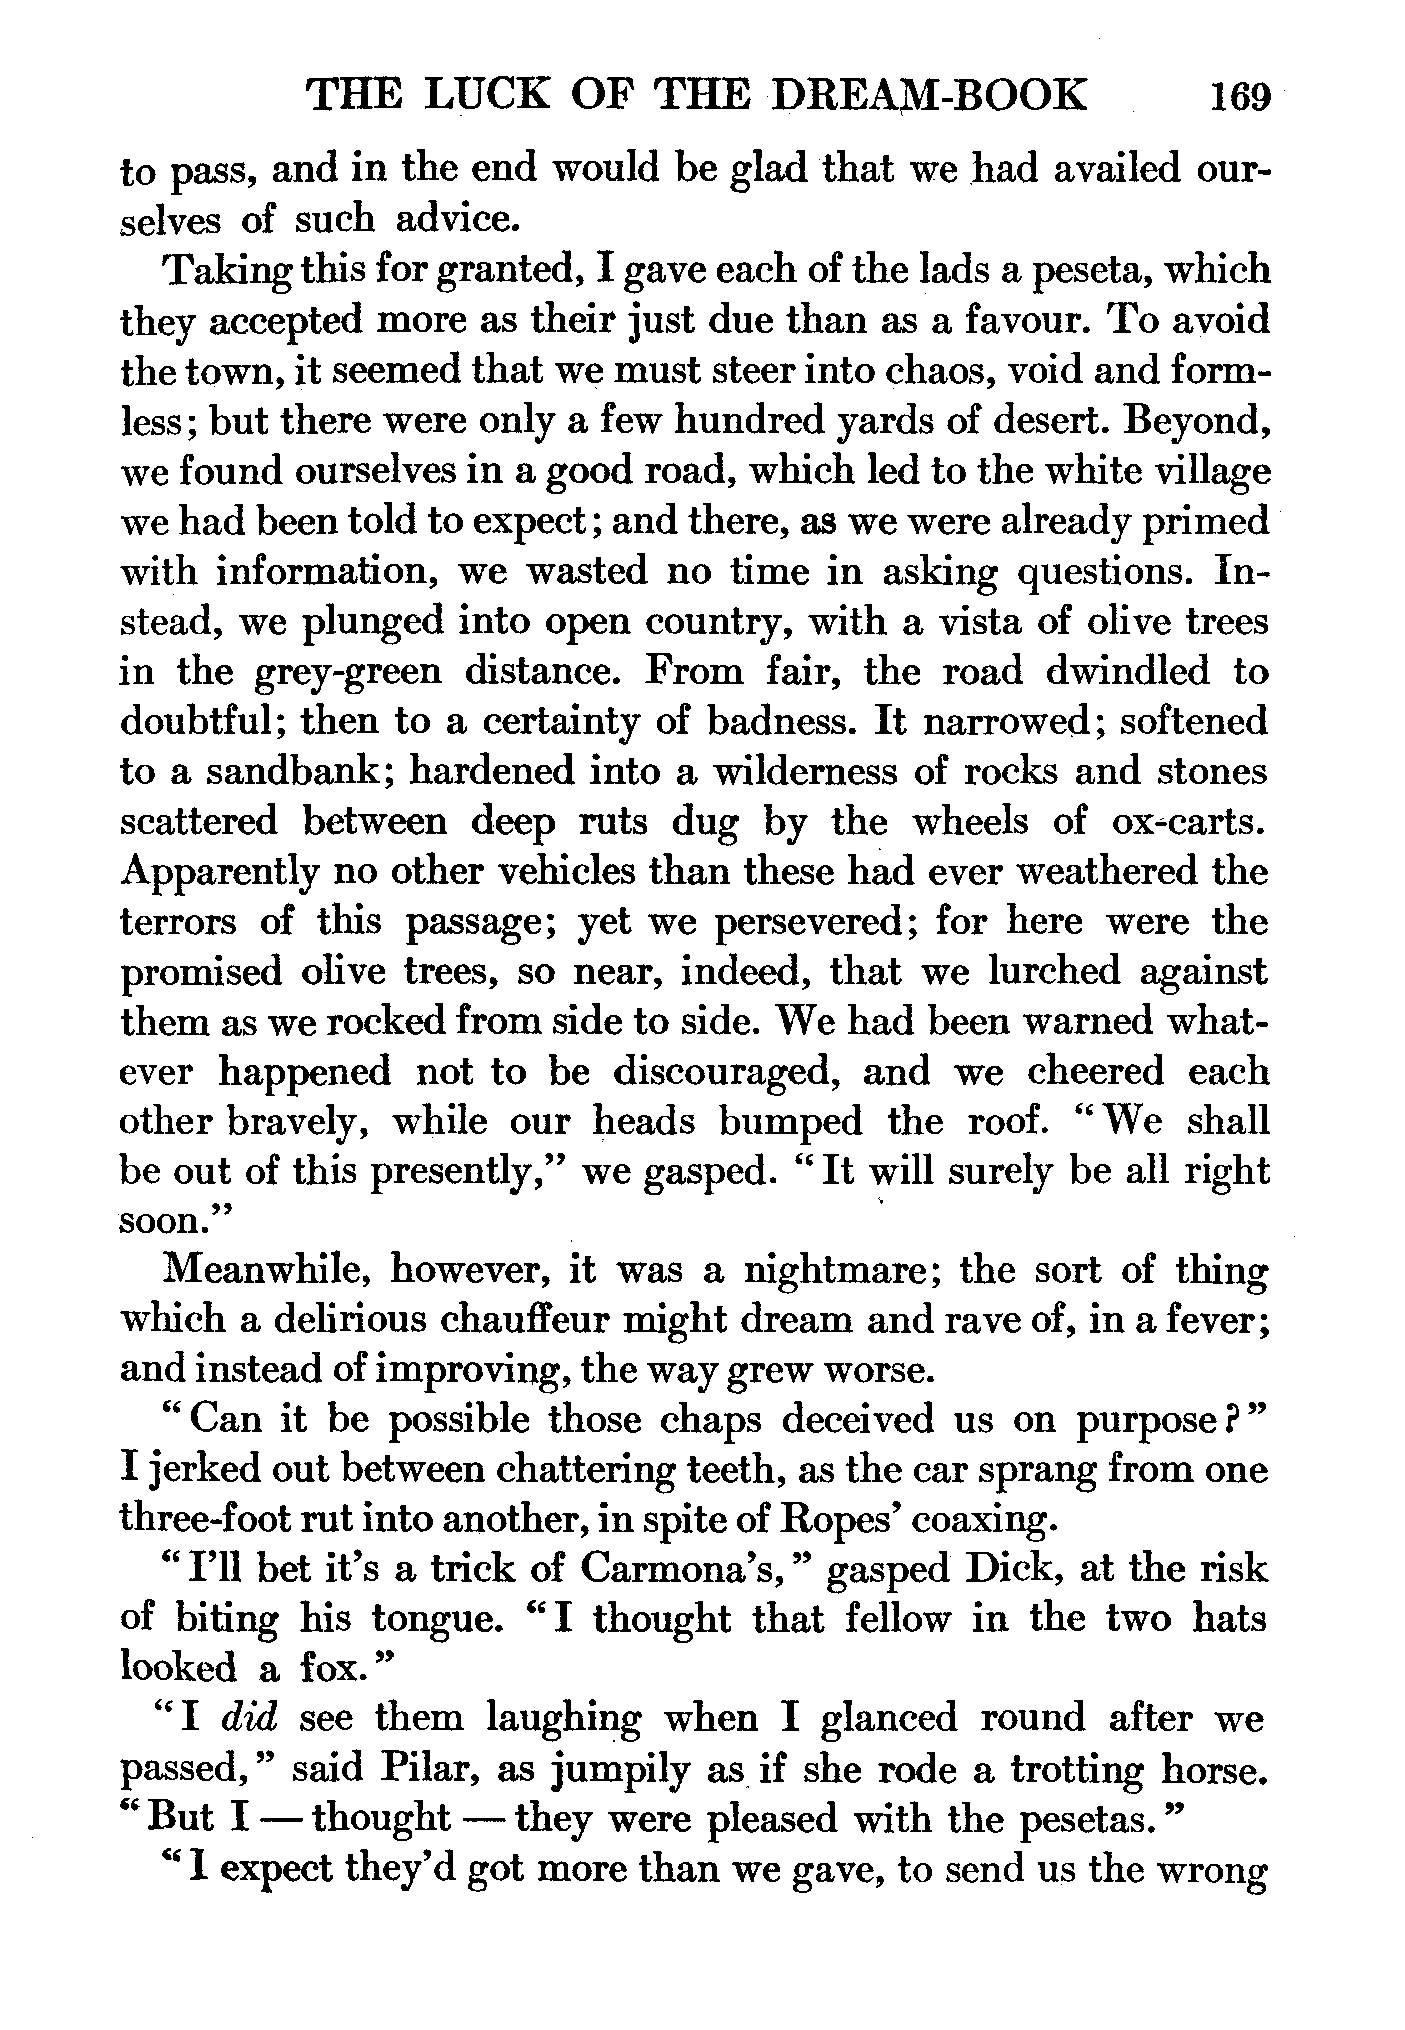 THE LUCK OF THE DREAM-BOOK 169
to pass, and in the end would be glad that we had availed our-
selves of such advice.
Taking this for granted, I gave each of the lads a peseta, which
they accepted more as their just due than as a favour. To avoid
the town, it seemed that we must steer into chaos, void and form-
less; but there were only a few hundred yards of desert. Beyond,
we found ourselves in a good road, which led to the white village
we had been told to expect; and there, as we were already primed
with information, we wasted no time in asking questions. In-
stead, we plunged into open country, with a vista of olive trees
in the grey-green distance. From fair, the road dwindled to
doubtful; then to a certainty of badness. It narrowed; softened
to a sandbank; hardened into a wilderness of rocks and stones
scattered between deep ruts dug by the wheels of ox-carts.
Apparently no other vehicles than these had ever weathered the
terrors of this passage; yet we persevered; for here were the
promised olive trees, so near, indeed, that we lurched against
them as we rocked from side to side. We had been warned what-
ever happened not to be discouraged, and we cheered each
other bravely, while our heads bumped the roof. "We shall
be out of this presently," we gasped. "It will surely be all right
soon."
Meanwhile, however, it was a nightmare; the sort of thing
which a delirious chauffeur might dream and rave of, in a fever;
and instead of improving, the way grew worse.
"Can it be possible those chaps deceived us on purpose?"
I jerked out between chattering teeth, as the car sprang from one
three-foot rut into another, in spite of Ropes' coaxing.
"I'll bet it's a trick of Carmona's," gasped Dick, at the risk
of biting his tongue. "I thought that fellow in the two hats
looked a fox."
"I did see them laughing when I glanced round after we
passed," said Pilar, as jumpily as if she rode a trotting horse.
"But I — thought — they were pleased with the pesetas."
"I expect they'd got more than we gave, to send us the wrong